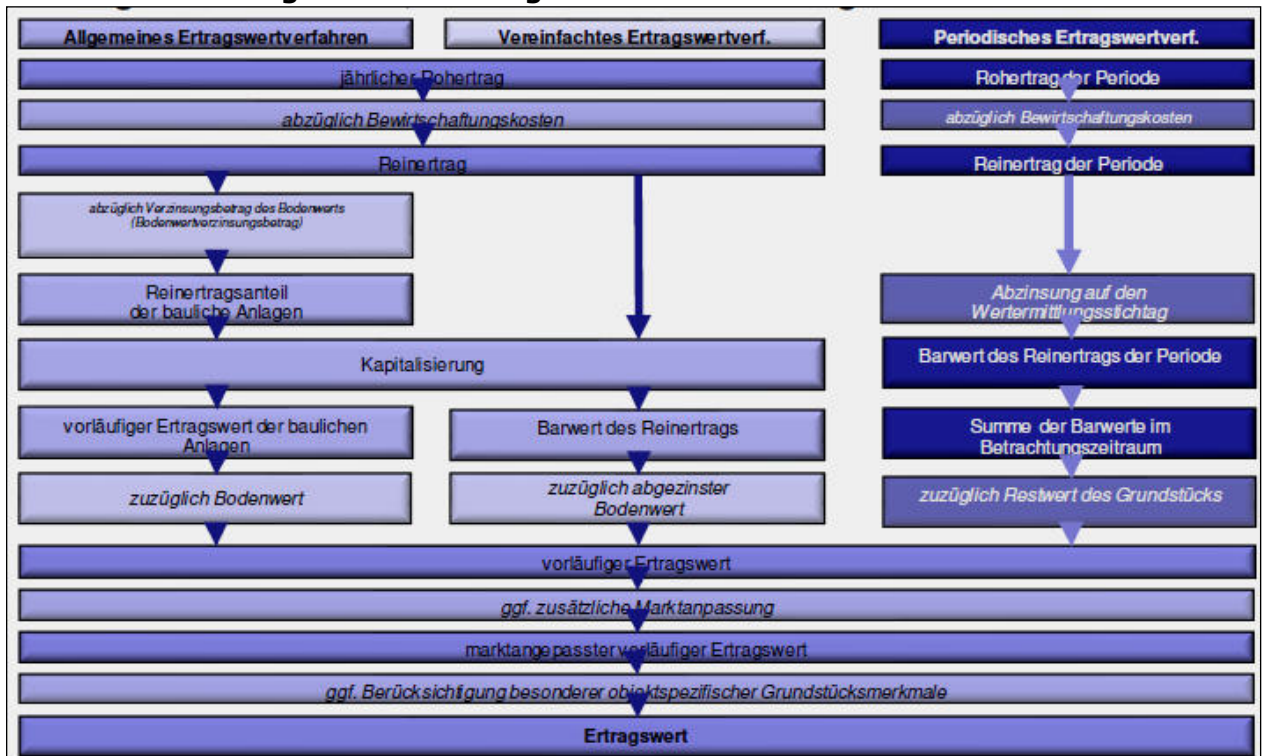 Allgemeines Ertragswertverfahren
Vereinfachtes Ertragswertverf.
Periodisches Ertragswertverf.
jährlicher Rohertrag
Rohertrag der Periode
abzüglich Bewirtschaftungskosten
abzüglich Bewirtschaftungskosten
Reinertrag
Reinertrag der Periode
abzüglich Verzinsungsbetrag des Bodenwerts
(Bodenwertverzinsungsbetrag)
Reinertragsanteil
der bauliche Anlagen
Abzinsung auf den
Wertermittlungsstichtag
Kapitalisierung
Barwert des Reinertrags der Periode
vorläufiger Ertragswert der baulichen
Anlagen
Barwert des Reinertrags
Summe der Barwerte im
Betrachtungszeitraum
zuzüglich Bodenwert
zuzüglich abgezinster
Bodenwert
zuzüglich Restwert des Grundstücks
vorläufiger Ertragswert
ggf. zusätzliche Marktanpassung
marktangepasster vorläufiger Ertragswert
ggf. Berücksichtigung besonderer objektspezifischer Grundstücksmerkmale
Ertragswert